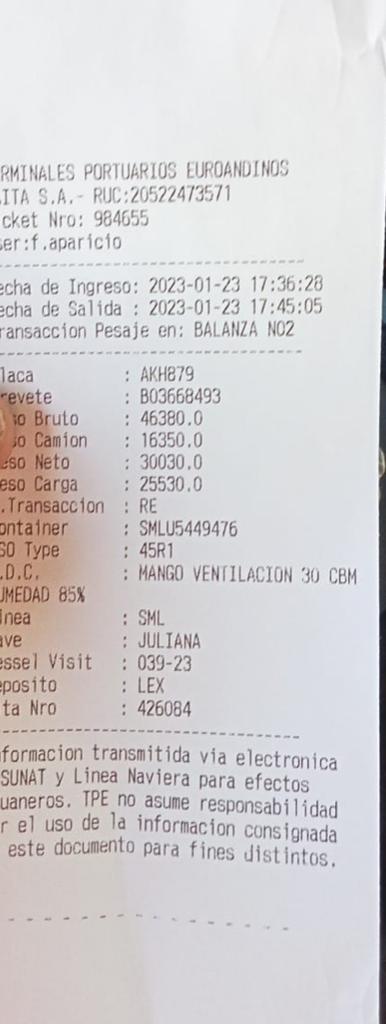 RMINALES PORTUARIOS EUROANDINOS
ITA S.A.- RUC:20522473571
cket Nro: 984655
ser:f.aparicio
echa de Ingreso: 2023-01-23 17:36:28
echa de Salida : 2023-01-23 17:45:05
ransaccion Pesaje en: BALANZA NO2
laca : AKH879
revete : B03668493
so Bruto : 46380.0
so Camion : 16350.0
eso Neto : 30030.0
eso Carga : 25530.0
.Transaccion : RE
ontainer : SMLU5449476
SO Type : 45R1
.D.C. : MANGO VENTILACION 30 CBM
UMEDAD 85%
inea : SML
ave : JULIANA
essel Visit : 039-23
eposito : LEX
ta Nro : 426084
nformacion transmitida via electronica
SUNAT y Linea Naviera para efectos
uaneros. TPE no asume responsabilidad
r el uso de la informacion consignada
este documento para fines distintos.